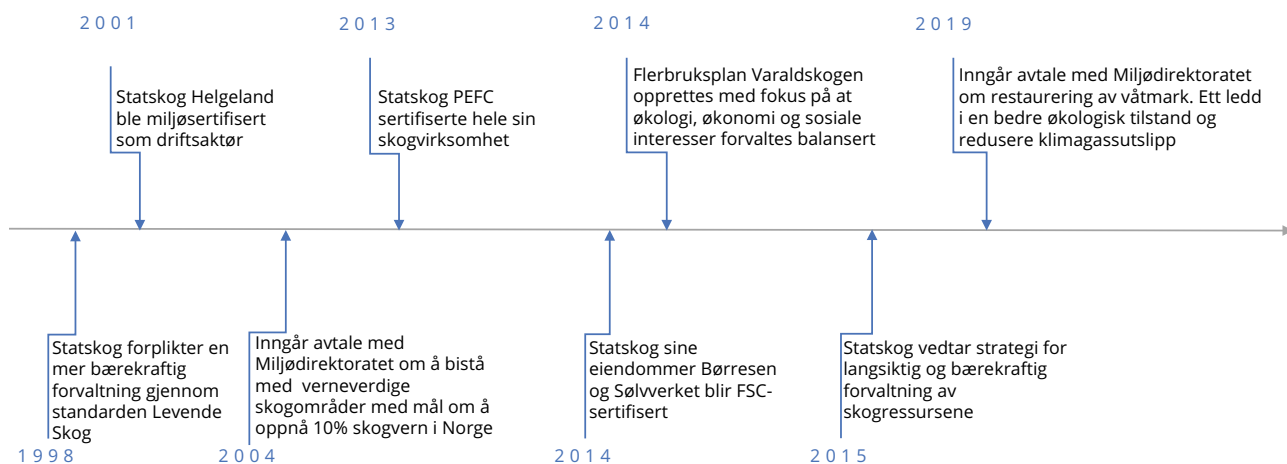 2001
Statskog Helgeland
ble miljøsertifisert
som driftsaktør
2013
Statskog PEFC
sertifiserte hele sin
skogvirksomhet
2014
Flerbruksplan Varaldskogen
opprettes med fokus på at
økologi, økonomi og sosiale
interesser forvaltes balansert
2019
Inngår avtale med Miljødirektoratet
om restaurering av våtmark. Ett ledd
i en bedre økologisk tilstand og
redusere klimagassutslipp
Statskog forplikter en
mer bærekraftig
forvaltning gjennom
standarden Levende
Skog
1998
Inngår avtale med
Miljødirektoratet om å bistå
med verneverdige
skogområder med mål om å
oppnå 10% skogvern i Norge
2004
Statskog sine
eiendommer Børresen
og Sølvverket blir FSC-
sertifisert
2014
Statskog vedtar strategi for
langsiktig og bærekraftig
forvaltning av
skogressursene
2015